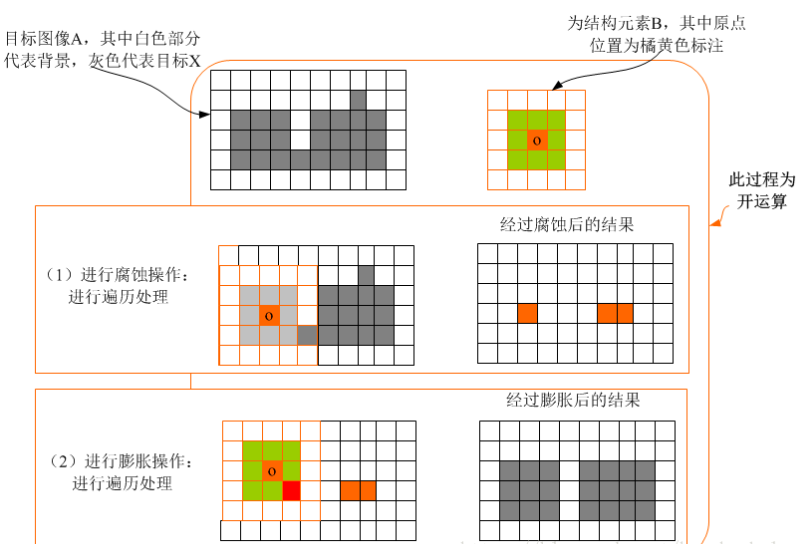 目标图像A，其中白色部分
代表背景，灰色代表目标X
为结构元素B，其中原点
位置为橘黄色标注
o
此过程为
开运算
经过腐蚀后的结果
（1）进行腐蚀操作：
进行遍历处理
o
经过膨胀后的结果
（2）进行膨胀操作：
进行遍历处理
o